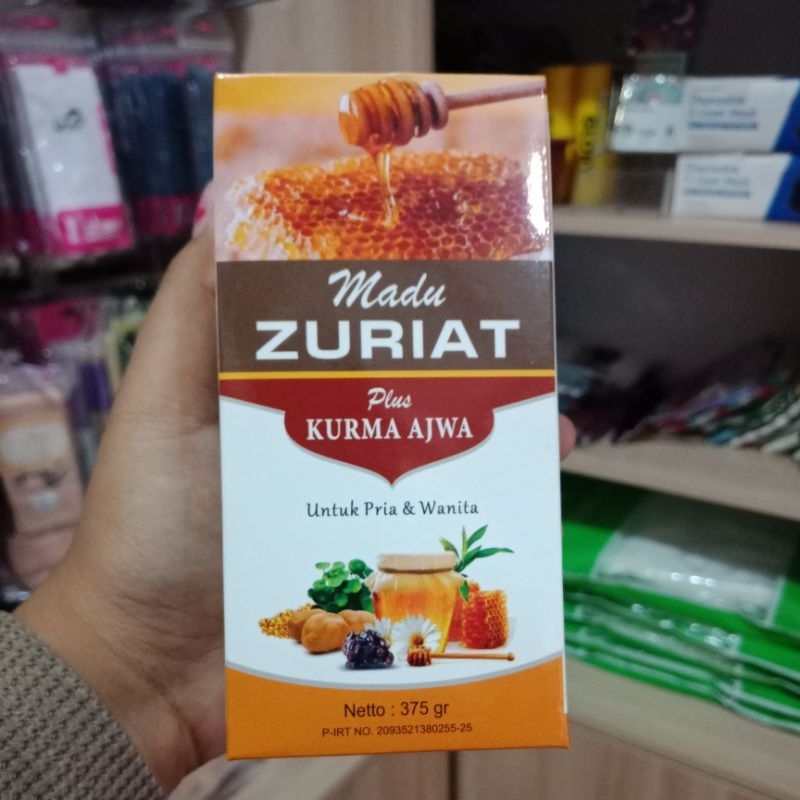 Madu
ZURIAT
Plus
KURMA AJWA
Untuk Pria & Wanita
Netto : 375 gr
P-IRT NO. 2093521380255-25